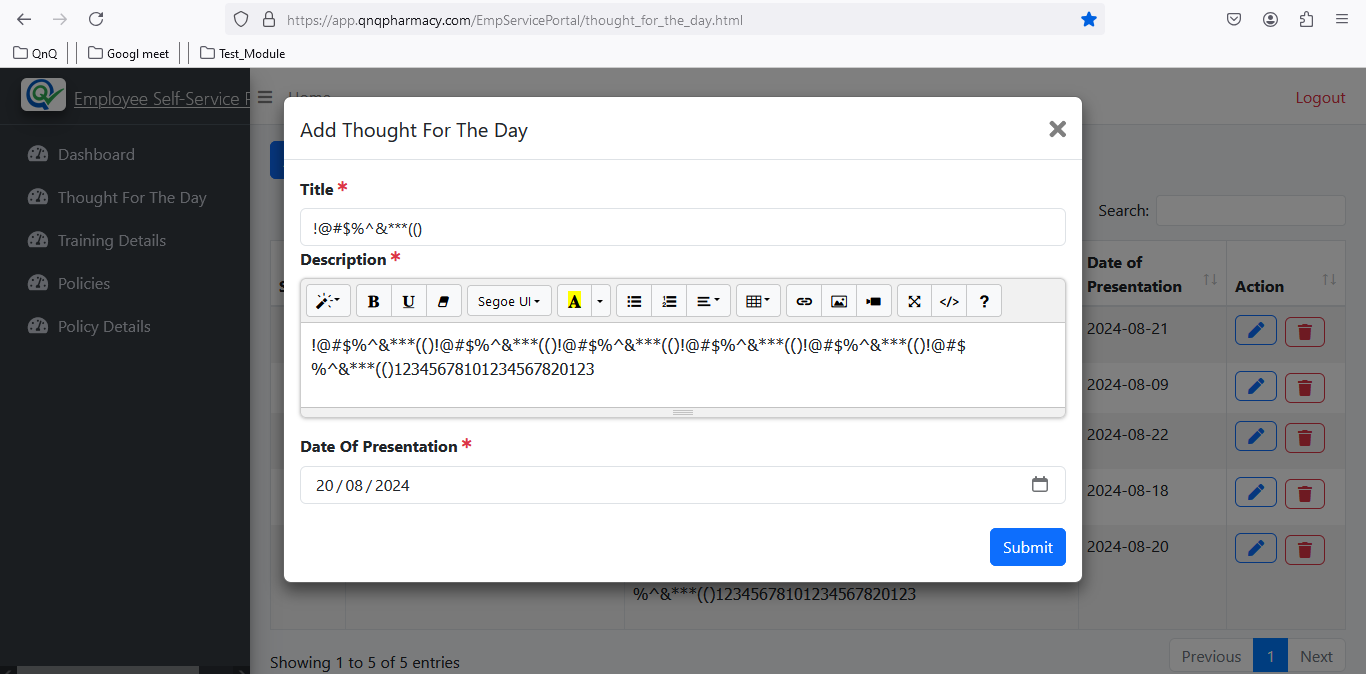 https://app.qnqpharmacy.com/EmpServicePortal/thought_for_the_day.html
QnQ
Googl meet
Test_Module
Employee Self-Service P
Home
Logout
Add Thought For The Day
Dashboard
Thought For The Day
Training Details
Policies
Policy Details
Title *
!@#$%^&***(()
Description *
B U Segoe UI A </> ?
!@#$%^&***(()!@#$%^&***(()!@#$%^&***(()!@#$%^&***(()!@#$%^&***(()!@#$
%^&***(()12345678101234567820123
Date Of Presentation *
20/08/2024
Submit
Search:
Date of
Presentation
Action
2024-08-21
2024-08-09
2024-08-22
2024-08-18
2024-08-20
%^&***(()12345678101234567820123
Showing 1 to 5 of 5 entries
Previous 1 Next